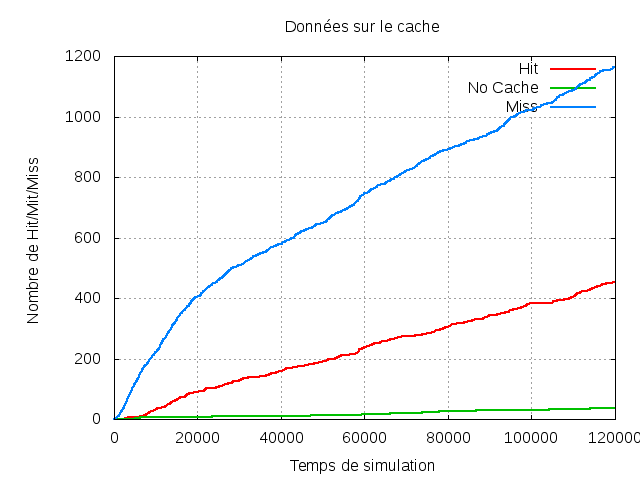 Données sur le cache
1200
1000
800
600
400
200
0
Nombre de Hit/Mit/Miss
Hit
No Cache
Miss
0 20000 40000 60000 80000 100000 120000
Temps de simulation